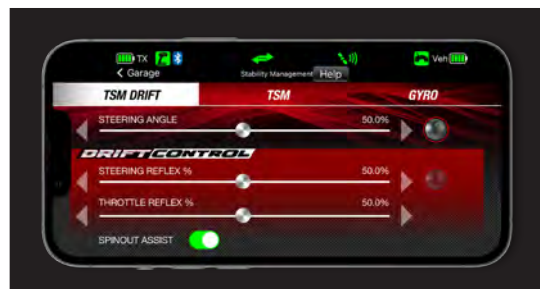 TX Veh
< Garage Stability Management Help
TSM DRIFT TSM GYRO
STEERING ANGLE 50.0%
DRIFT CONTROL
STEERING REFLEX % 50.0%
THROTTLE REFLEX % 50.0%
SPINOUT ASSIST